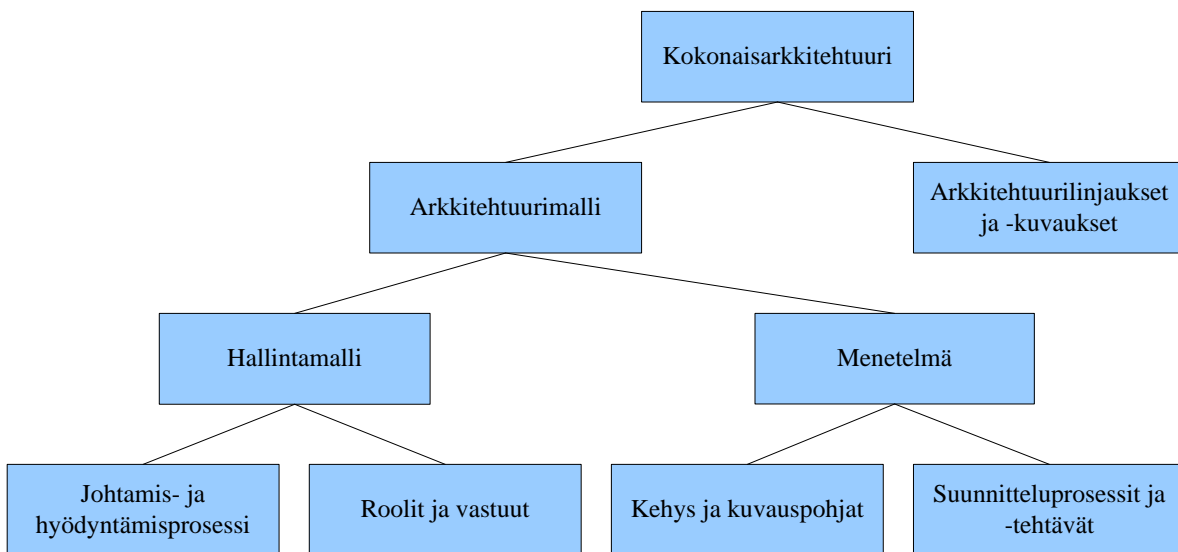 Kokonaisarkkitehtuuri
Arkkitehtuurimalli
Arkkitehtuurilinjaukset
ja -kuvaukset
Hallintamalli
Menetelmä
Johtamis- ja
hyödyntämisprosessi
Roolit ja vastuut
Kehys ja kuvauspohjat
Suunnitteluprosessit ja
-tehtävät